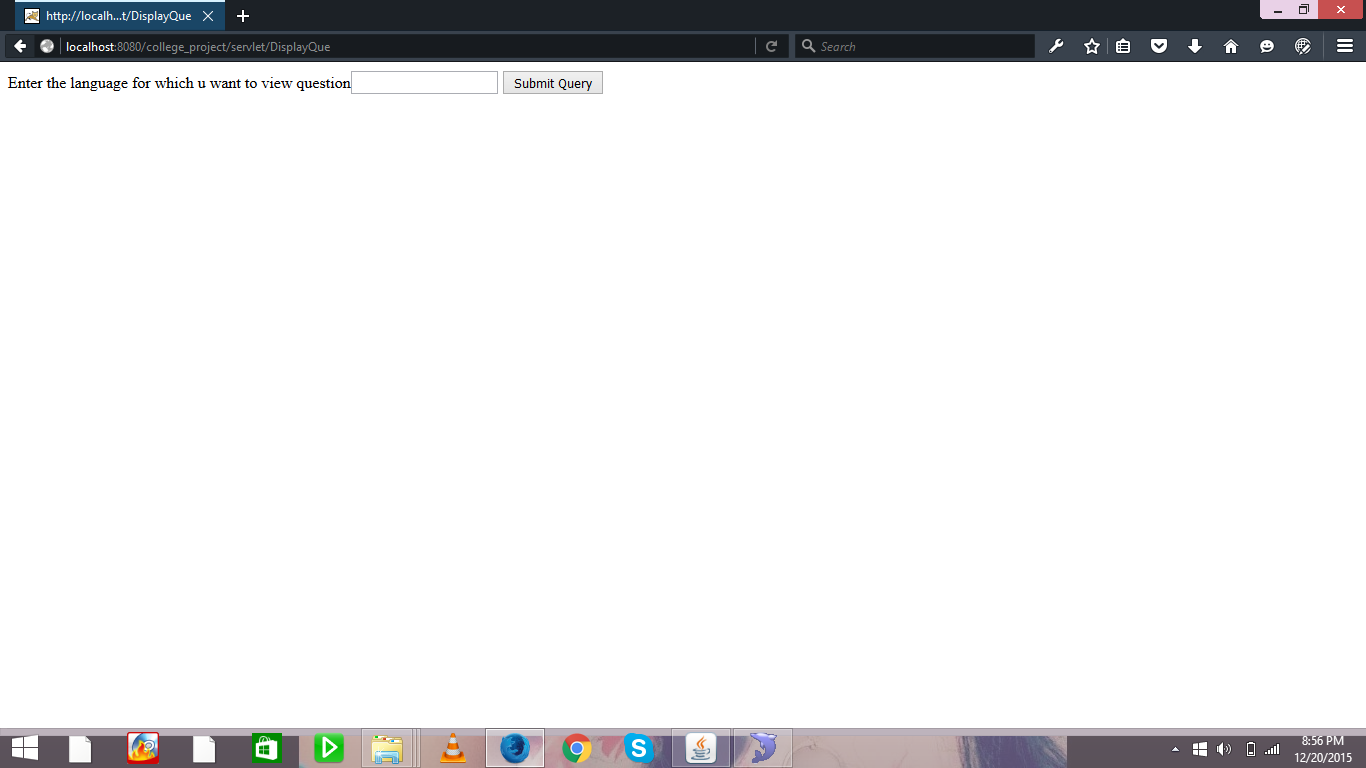 http://localh...t/DisplayQue
localhost:8080/college_project/servlet/DisplayQue
Search
Enter the language for which u want to view question
Submit Query
8:56 PM
12/20/2015